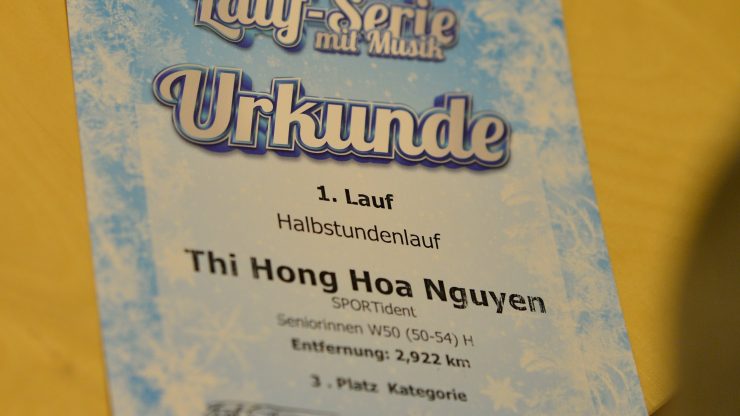 Lauf-Serie
mit Musik
Urkunde
1. Lauf
Halbstundenlauf
Thi Hong Hoa Nguyen
SPORTident
Seniorinnen W50 (50-54) H
Entfernung: 2,922 km
3 . Platz Kategorie